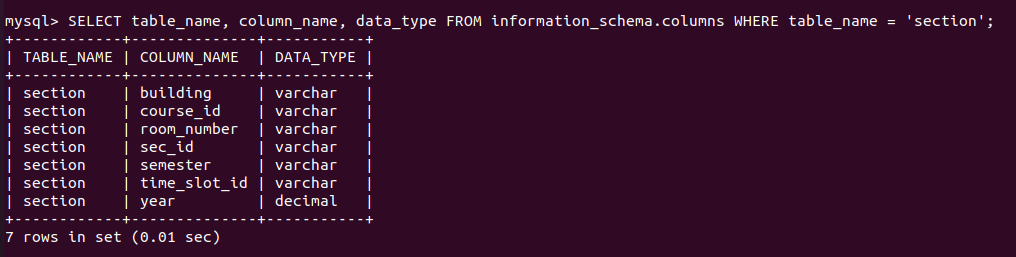 mysql> SELECT table_name, column_name, data_type FROM information_schema.columns WHERE table_name = 'section';
+------------+--------------+-----------+
| TABLE_NAME | COLUMN_NAME  | DATA_TYPE |
+------------+--------------+-----------+
| section    | building     | varchar   |
| section    | course_id    | varchar   |
| section    | room_number  | varchar   |
| section    | sec_id       | varchar   |
| section    | semester     | varchar   |
| section    | time_slot_id | varchar   |
| section    | year         | decimal   |
+------------+--------------+-----------+
7 rows in set (0.01 sec)